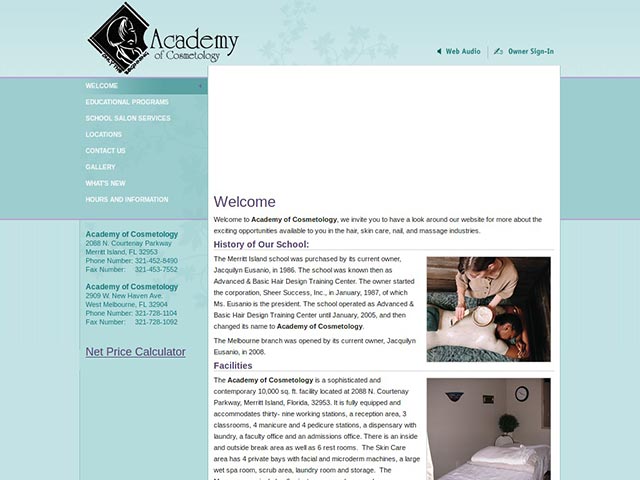 Academy
of Cosmetology
Web Audio
Owner Sign-In
WELCOME
EDUCATIONAL PROGRAMS
SCHOOL SALON SERVICES
LOCATIONS
CONTACT US
GALLERY
WHAT'S NEW
HOURS AND INFORMATION
Academy of Cosmetology
2088 N. Courtenay Parkway
Merritt Island, FL 32953
Phone Number: 321-452-8490
Fax Number: 321-453-7552
Academy of Cosmetology
2909 W. New Haven Ave.
West Melbourne, FL 32904
Phone Number: 321-728-1104
Fax Number: 321-728-1092
Net Price Calculator
Welcome
Welcome to Academy of Cosmetology, we invite you to have a look around our website for more about the
exciting opportunities available to you in the hair, skin care, nail, and massage industries.
History of Our School:
The Merritt Island school was purchased by its current owner,
Jacquilyn Eusanio, in 1986. The school was known then as
Advanced & Basic Hair Design Training Center. The owner started
the corporation, Sheer Success, Inc., in January, 1987, of which
Ms. Eusanio is the president. The school operated as Advanced &
Basic Hair Design Training Center until January, 2005, and then
changed its name to Academy of Cosmetology.
The Melbourne branch was opened by its current owner, Jacquilyn
Eusanio, in 2008.
Facilities
The Academy of Cosmetology is a sophisticated and
contemporary 10,000 sq. ft. facility located at 2088 N. Courtenay
Parkway, Merritt Island, Florida, 32953. It is fully equipped and
accommodates thirty- nine working stations, a reception area, 3
classrooms, 4 manicure and 4 pedicure stations, a dispensary with
laundry, a faculty office and an admissions office. There is an inside
and outside break area as well as 6 rest rooms. The Skin Care
area has 4 private bays with facial and microderm machines, a large
wet spa room, scrub area, laundry room and storage. The